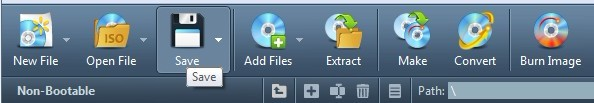 ISO
New File Open File Save Add Files Extract Make Convert Burn Image
Save
Non-Bootable Path: \